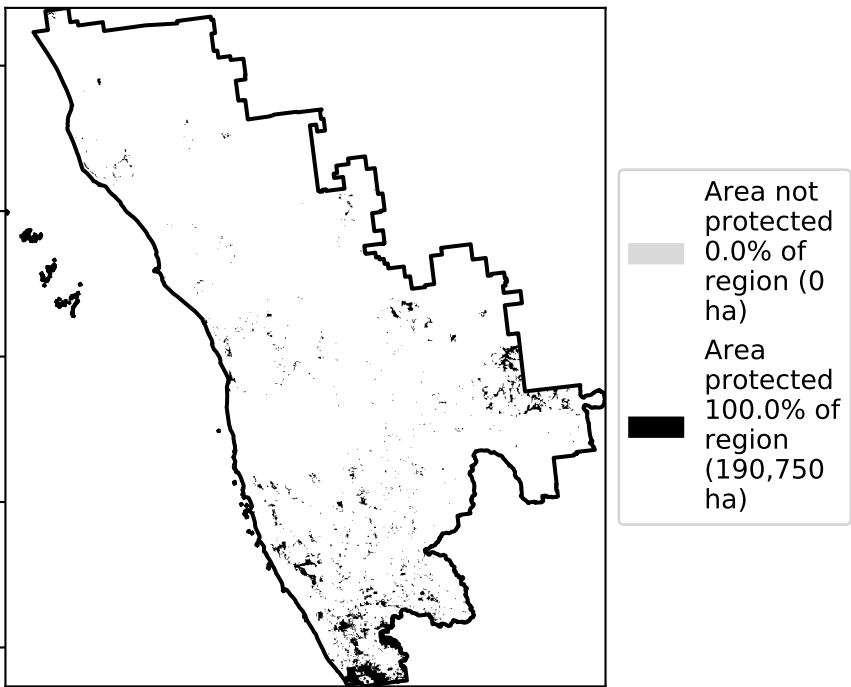 Area not
protected
0.0% of
region (0
ha)
Area
protected
100.0% of
region
(190,750
ha)